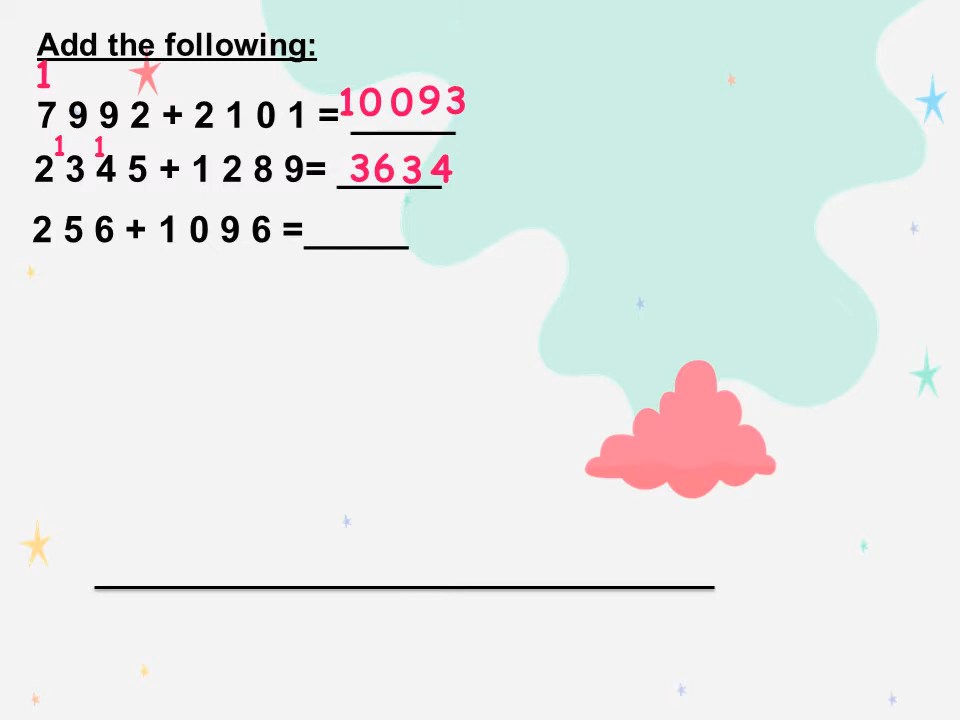 Add the following:
1
7 9 9 2 + 2 1 0 1 = 10093
1 1
2 3 4 5 + 1 2 8 9= 3634
2 5 6 + 1 0 9 6 =_____